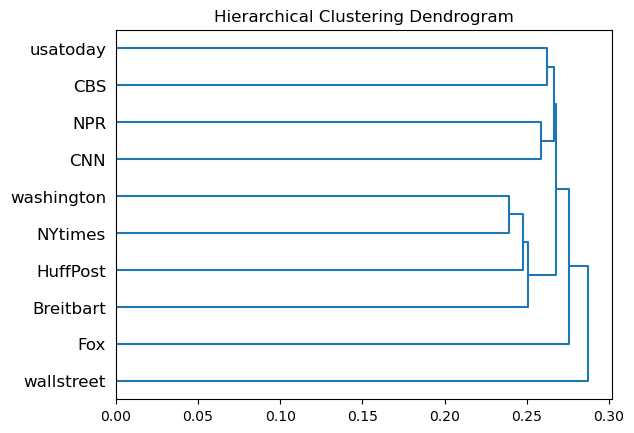 Hierarchical Clustering Dendrogram
usatoday
CBS
NPR
CNN
washington
NYtimes
HuffPost
Breitbart
Fox
wallstreet
0.00 0.05 0.10 0.15 0.20 0.25 0.30